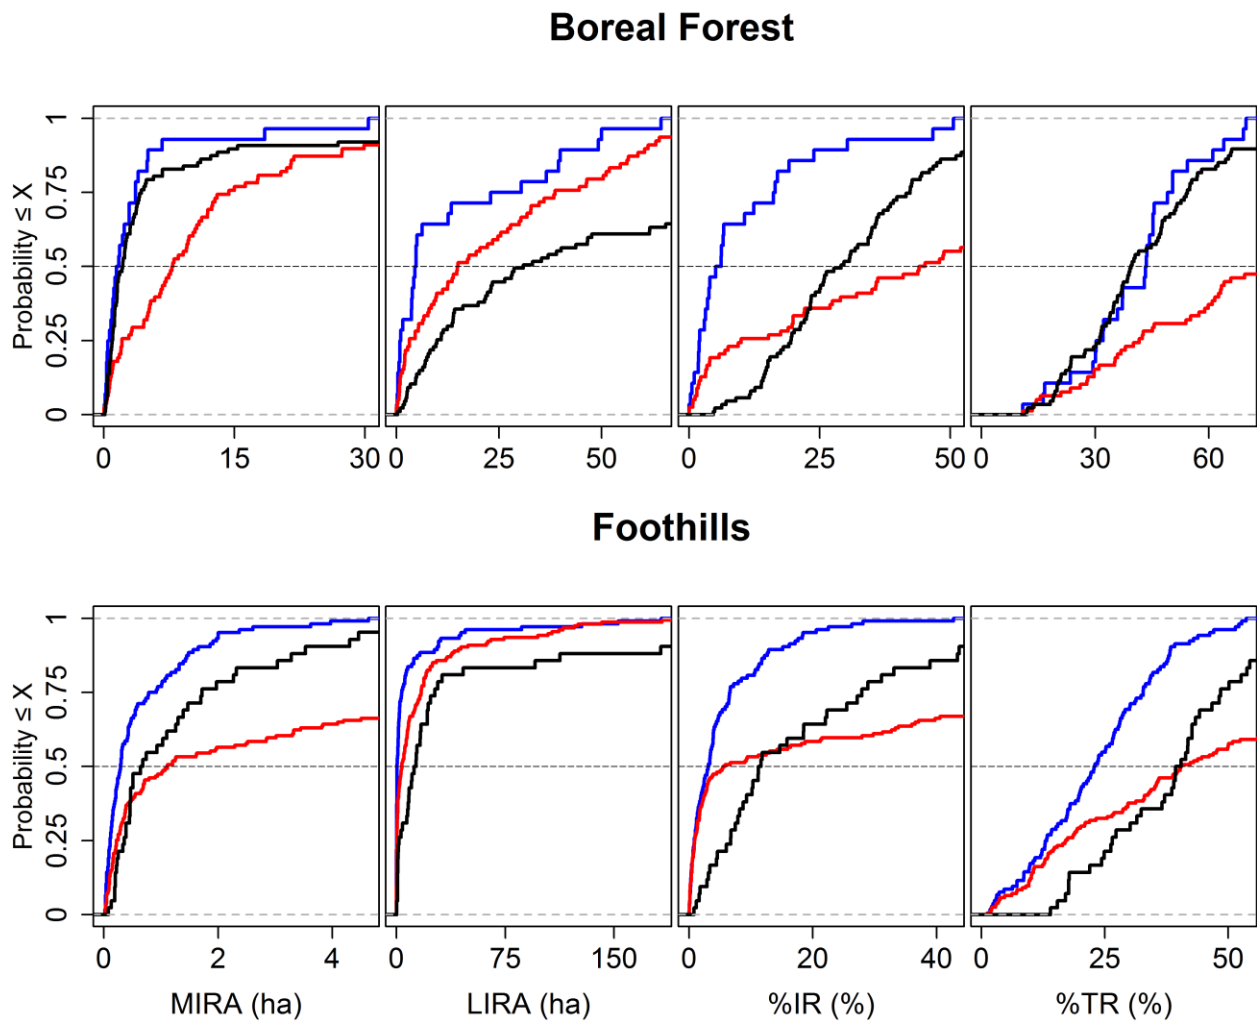 Boreal Forest
Probability ≤ X
0 0.25 0.5 0.75 1
0 15 30 0 25 50 0 25 50 0 30 60
Foothills
Probability ≤ X
0 0.25 0.5 0.75 1
0 2 4 0 75 150 0 20 40 0 25 50
MIRA (ha) LIRA (ha) %IR (%) %TR (%)